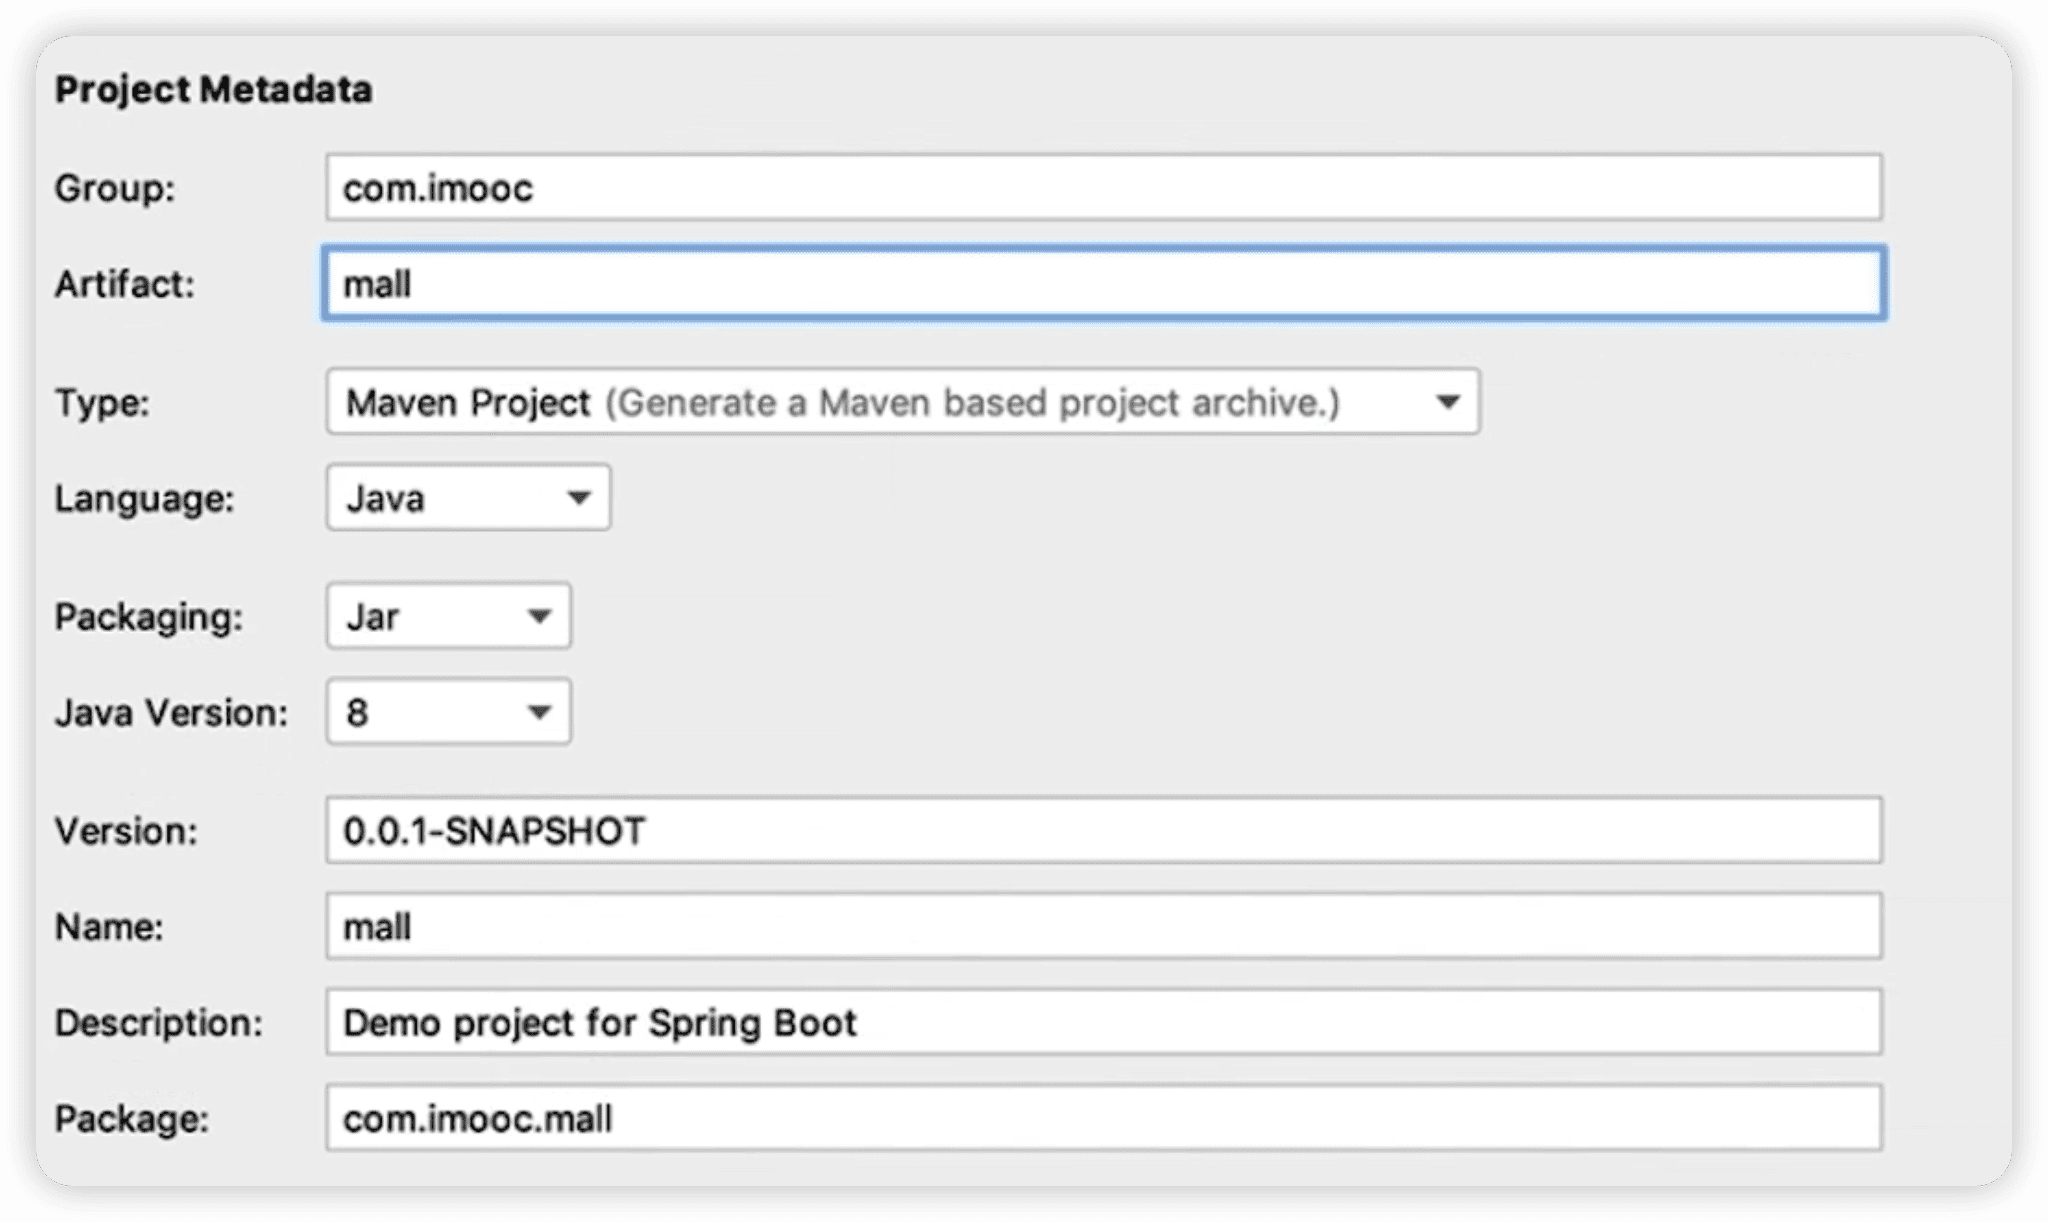 Project Metadata
Group: com.imooc
Artifact: mall
Type: Maven Project (Generate a Maven based project archive.)
Language: Java
Packaging: Jar
Java Version: 8
Version: 0.0.1-SNAPSHOT
Name: mall
Description: Demo project for Spring Boot
Package: com.imooc.mall